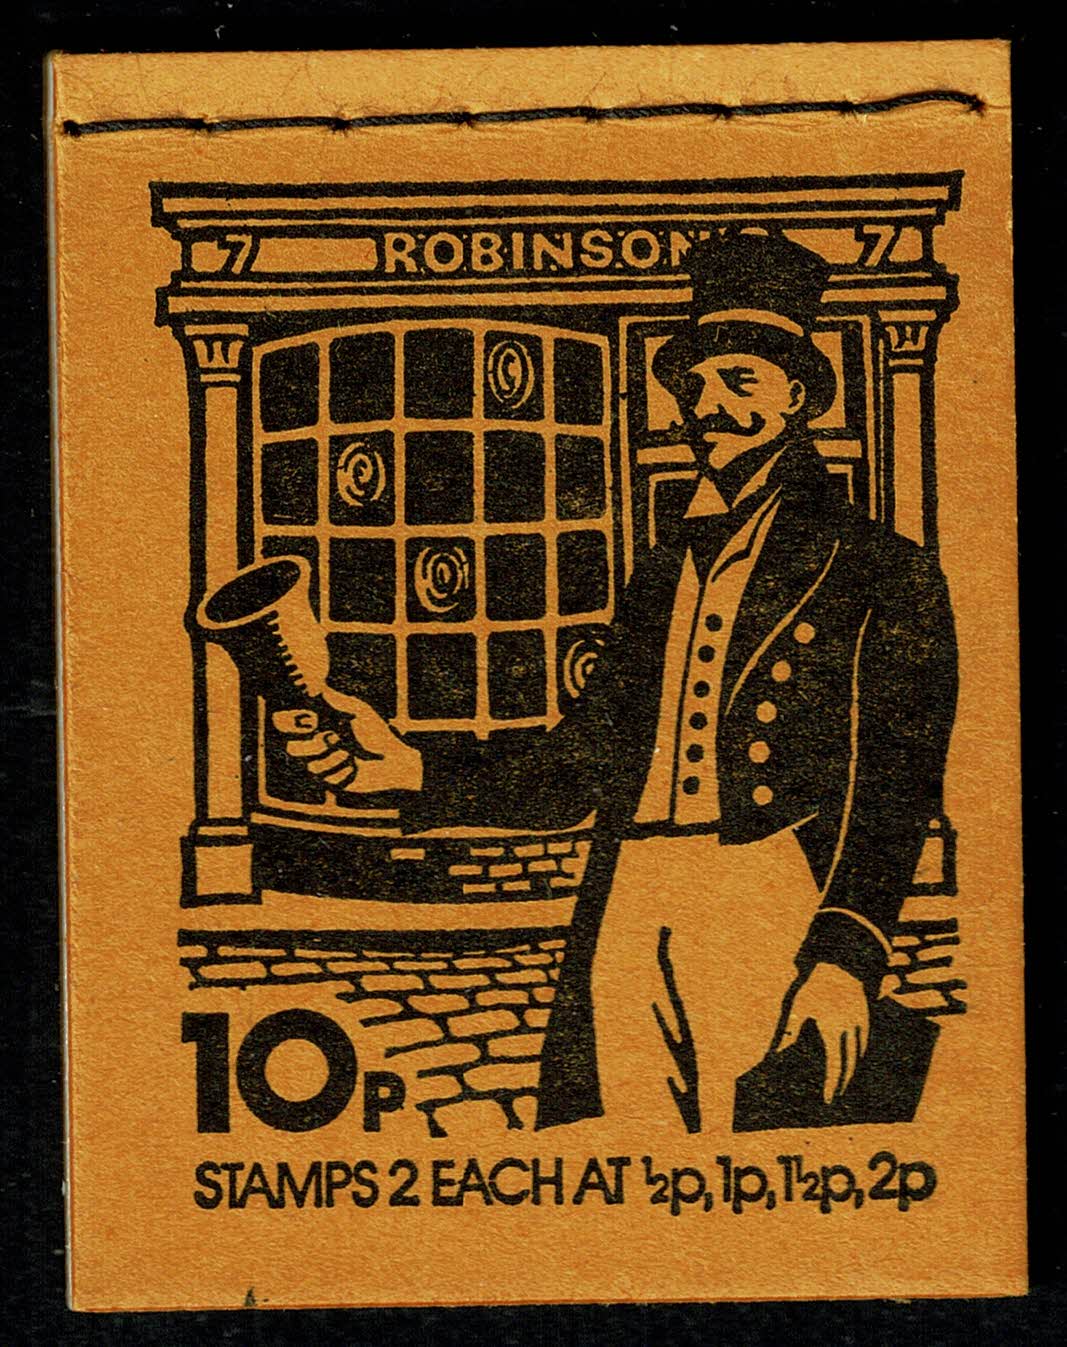 7 ROBINSON'S 7
10P
STAMPS 2 EACH AT ½p, 1p, 1½p, 2p